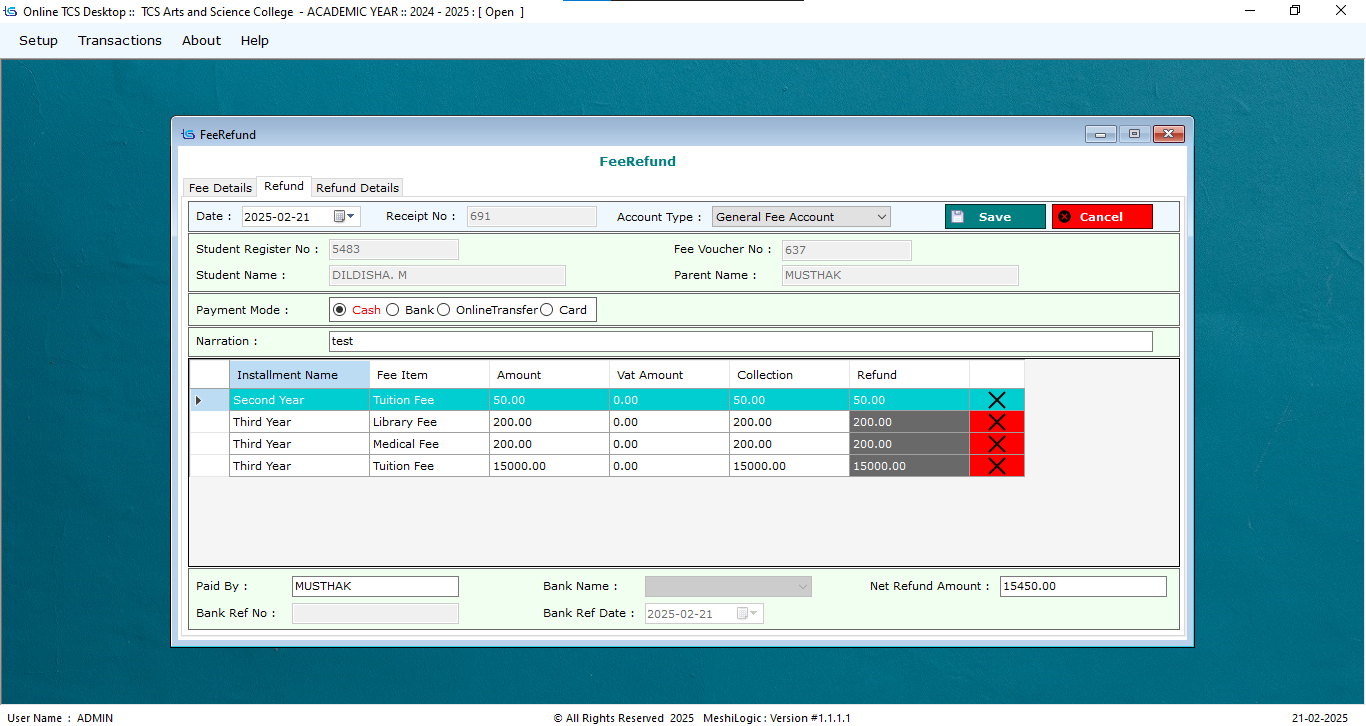 Online TCS Desktop :: TCS Arts and Science College - ACADEMIC YEAR :: 2024 - 2025 : [ Open ]
Setup Transactions About Help
FeeRefund
FeeRefund
Fee Details Refund Refund Details
Date : 2025-02-21 Receipt No : 691 Account Type : General Fee Account Save Cancel
Student Register No : 5483 Fee Voucher No : 637
Student Name : DILDISHA. M Parent Name : MUSTHAK
Payment Mode : Cash Bank OnlineTransfer Card
Narration : test
Installment Name Fee Item Amount Vat Amount Collection Refund
Second Year Tuition Fee 50.00 0.00 50.00 50.00
Third Year Library Fee 200.00 0.00 200.00 200.00
Third Year Medical Fee 200.00 0.00 200.00 200.00
Third Year Tuition Fee 15000.00 0.00 15000.00 15000.00
Paid By : MUSTHAK Bank Name : Net Refund Amount : 15450.00
Bank Ref No : Bank Ref Date : 2025-02-21
User Name : ADMIN © All Rights Reserved 2025 MeshiLogic : Version #1.1.1.1 21-02-2025